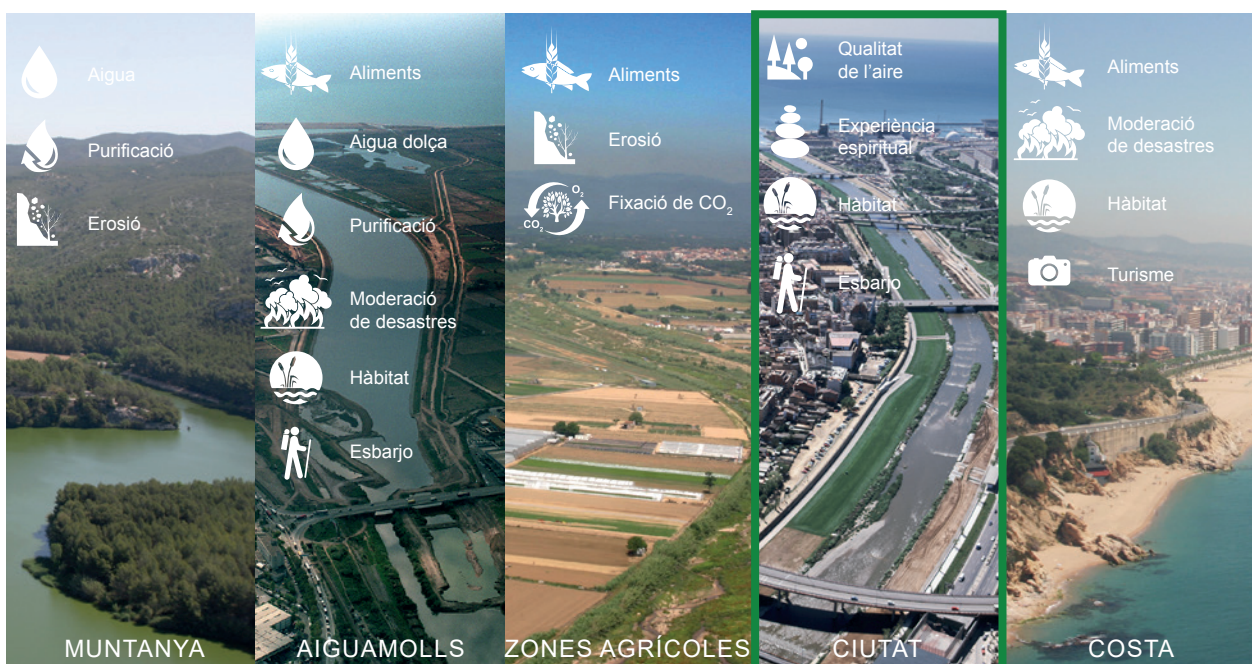 Aigua
Purificació
Erosió
MUNTANYA
Aliments
Aigua dolça
Purificació
Moderació
de desastres
Hàbitat
Esbarjo
AIGUAMOLLS
Aliments
Erosió
O2
CO2
Fixació de CO2
ZONES AGRÍCOLES
Qualitat
de l'aire
Experiència
espiritual
Hàbitat
Esbarjo
CIUTAT
Aliments
Moderació
de desastres
Hàbitat
Turisme
COSTA